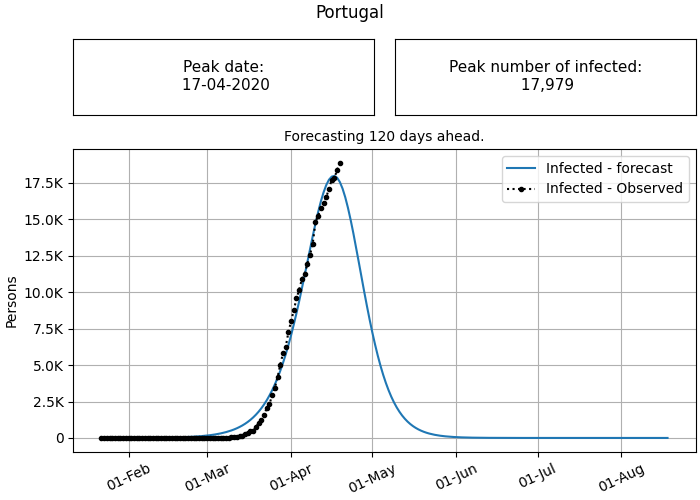 Portugal
Peak date:
17-04-2020
Peak number of infected:
17,979
Forecasting 120 days ahead.
Infected - forecast
Infected - Observed
Persons
17.5K
15.0K
12.5K
10.0K
7.5K
5.0K
2.5K
0
01-Feb
01-Mar
01-Apr
01-May
01-Jun
01-Jul
01-Aug